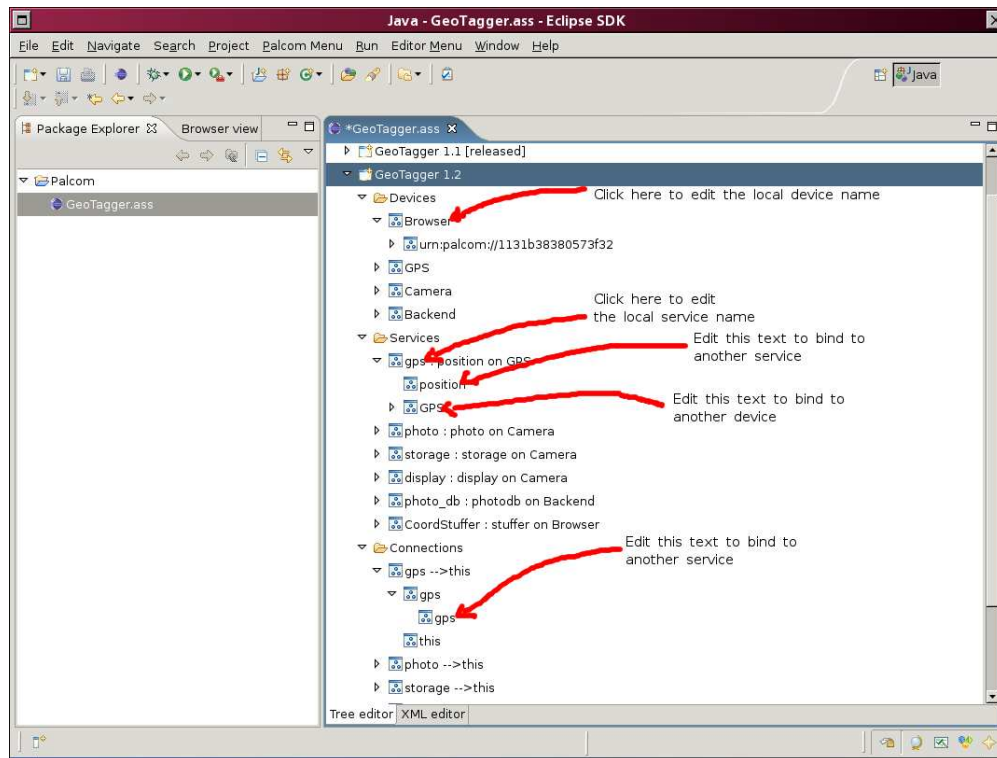 Java - GeoTagger.ass - Eclipse SDK
File Edit Navigate Search Project Palcom Menu Run Editor Menu Window Help
Java
Package Explorer
Browser view
*GeoTagger.ass
Palcom
GeoTagger.ass
GeoTagger 1.1 [released]
GeoTagger 1.2
Devices
Click here to edit the local device name
Browser
urn:palcom://1131b38380573f32
GPS
Camera
Click here to edit
the local service name
Backend
Services
Edit this text to bind to
another service
gps : position on GPS
position
GPS
Edit this text to bind to
another device
photo : photo on Camera
storage : storage on Camera
display : display on Camera
photo_db : photodb on Backend
CoordStuffer : stuffer on Browser
Edit this text to bind to
another service
Connections
gps -->this
gps
gps
this
photo -->this
storage -->this
Tree editor XML editor